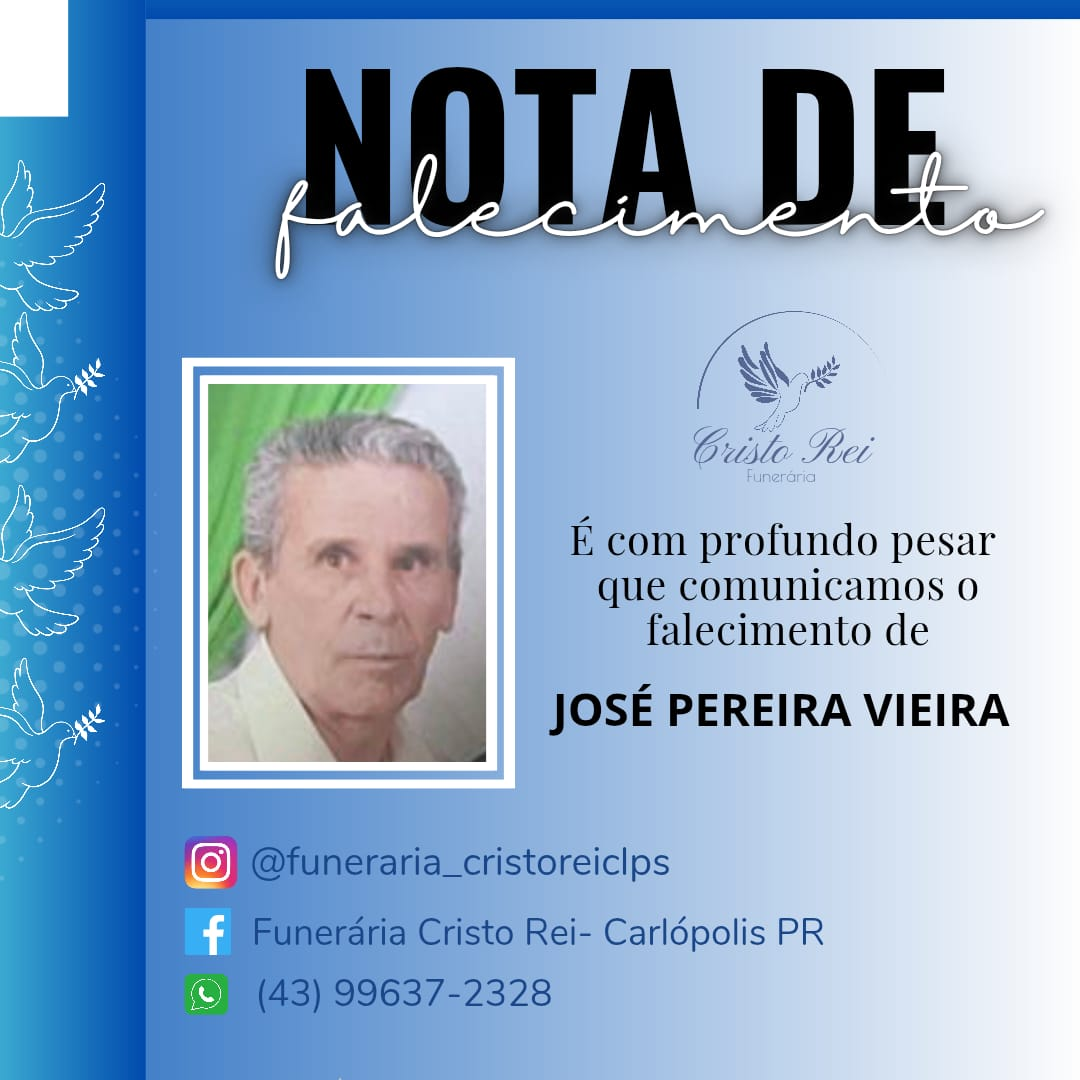 NOTA DE
falecimento
Cristo Rei
Funerária
É com profundo pesar
que comunicamos o
falecimento de
JOSÉ PEREIRA VIEIRA
@funeraria_cristoreiclps
Funerária Cristo Rei- Carlópolis PR
(43) 99637-2328